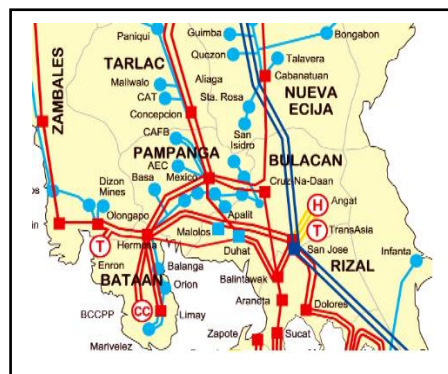 Bongabon
Guimba
Paniqui
TARLAC
Quezon
Talavera
Aliaga
Maliwalo
Cabanatuan
CAT
Sta. Rosa
NUEVA
ECIJA
Concepcion
ZAMBALES
CAFB
San
Isidro
PAMPANGA
BULACAN
AEC
Mexico
Basa
Cruz-Na-Daan
Dizon
Mines
H
Angat
Apalit
Olongapo
Malolos
T
TransAsia
T
Hermosa
Duhat
San Jose
Infanta
Enron
Balanga
RIZAL
BATAAN
Balintawek
Orion
Araneta
BCCPP
CC
Limay
Dolores
Zapote
Sucat
Marivelez